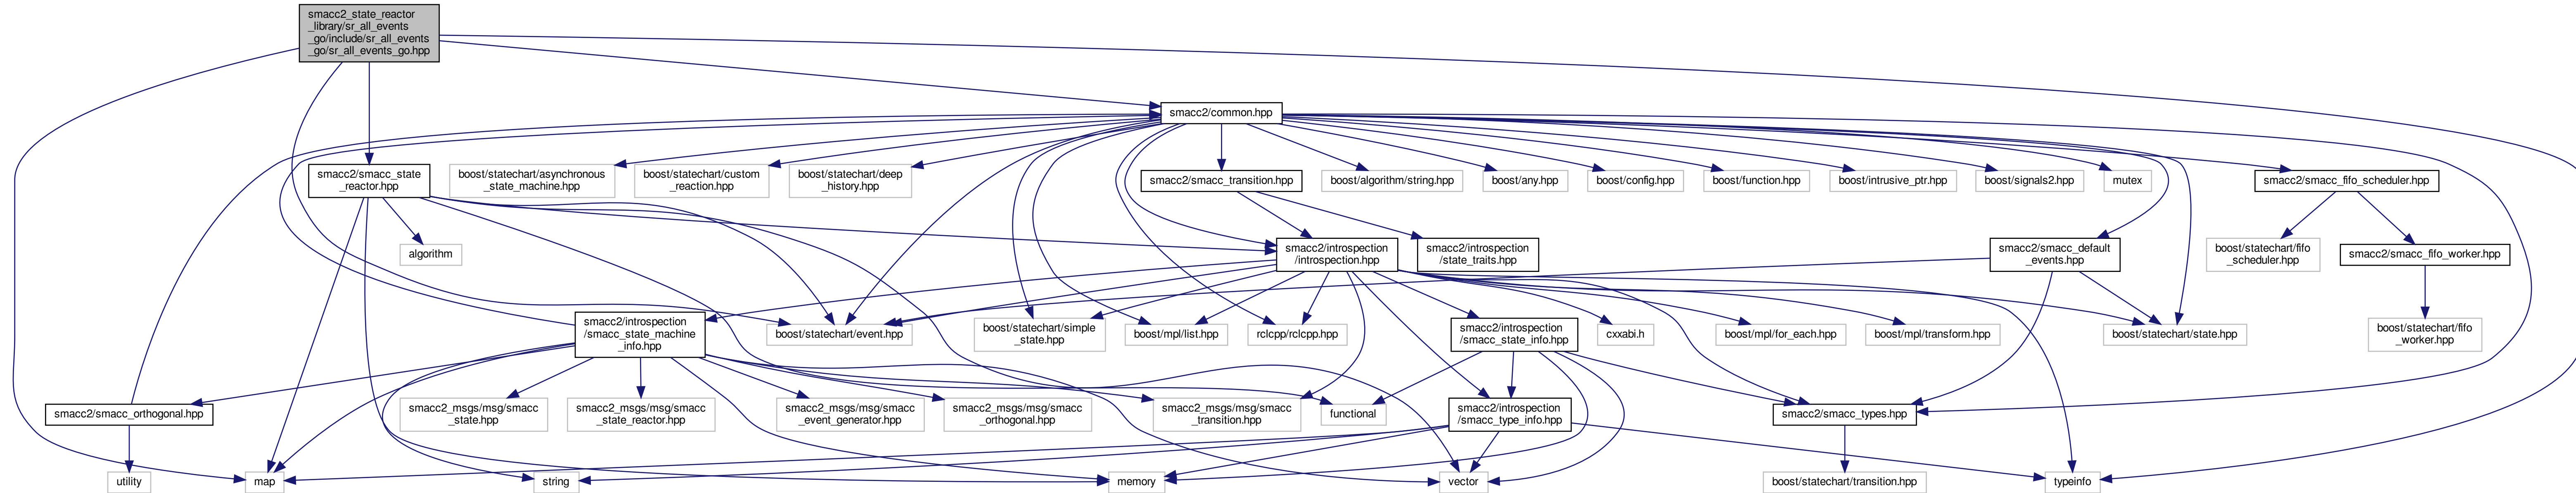 smacc2_state_reactor
_library/sr_all_events
_go/include/sr_all_events
_go/sr_all_events_go.hpp
smacc2/common.hpp
smacc2/smacc_state
_reactor.hpp
boost/statechart/asynchronous
_state_machine.hpp
boost/statechart/custom
_reaction.hpp
boost/statechart/deep
_history.hpp
smacc2/smacc_transition.hpp
boost/algorithm/string.hpp
boost/any.hpp
boost/config.hpp
boost/function.hpp
boost/intrusive_ptr.hpp
boost/signals2.hpp
mutex
smacc2/smacc_fifo_scheduler.hpp
algorithm
smacc2/introspection
/introspection.hpp
smacc2/introspection
/state_traits.hpp
smacc2/smacc_default
_events.hpp
boost/statechart/fifo
_scheduler.hpp
smacc2/smacc_fifo_worker.hpp
smacc2/introspection
/smacc_state_machine
_info.hpp
boost/statechart/event.hpp
boost/statechart/simple
_state.hpp
boost/mpl/list.hpp
rclcpp/rclcpp.hpp
smacc2/introspection
/smacc_state_info.hpp
cxxabi.h
boost/mpl/for_each.hpp
boost/mpl/transform.hpp
boost/statechart/state.hpp
boost/statechart/fifo
_worker.hpp
smacc2/smacc_orthogonal.hpp
smacc2_msgs/msg/smacc
_state.hpp
smacc2_msgs/msg/smacc
_state_reactor.hpp
smacc2_msgs/msg/smacc
_event_generator.hpp
smacc2_msgs/msg/smacc
_orthogonal.hpp
smacc2_msgs/msg/smacc
_transition.hpp
functional
smacc2/introspection
/smacc_type_info.hpp
smacc2/smacc_types.hpp
utility
map
string
memory
vector
boost/statechart/transition.hpp
typeinfo